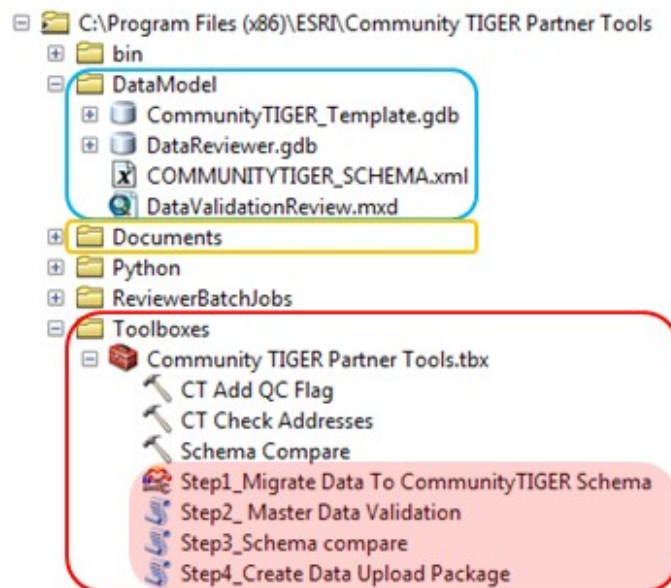 C:\Program Files (x86)\ESRI\Community TIGER Partner Tools
bin
DataModel
CommunityTIGER_Template.gdb
DataReviewer.gdb
COMMUNITYTIGER_SCHEMA.xml
DataValidationReview.mxd
Documents
Python
ReviewerBatchJobs
Toolboxes
Community TIGER Partner Tools.tbx
CT Add QC Flag
CT Check Addresses
Schema Compare
Step1_Migrate Data To CommunityTIGER Schema
Step2_ Master Data Validation
Step3_Schema compare
Step4_Create Data Upload Package